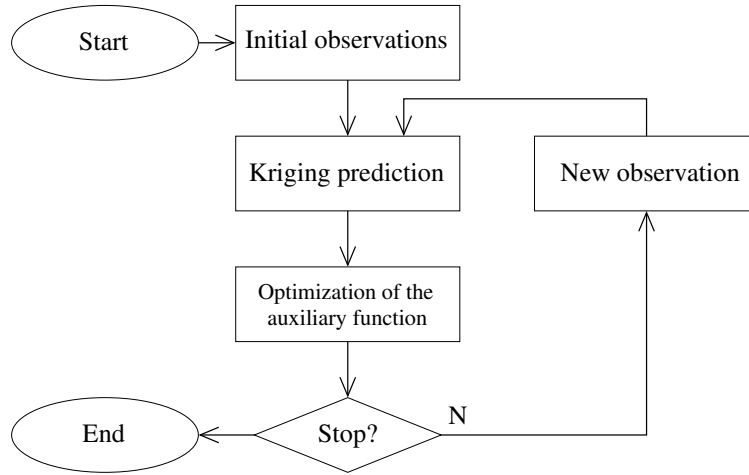 Start
Initial observations
Kriging prediction
New observation
Optimization of the
auxiliary function
N
End
Stop?